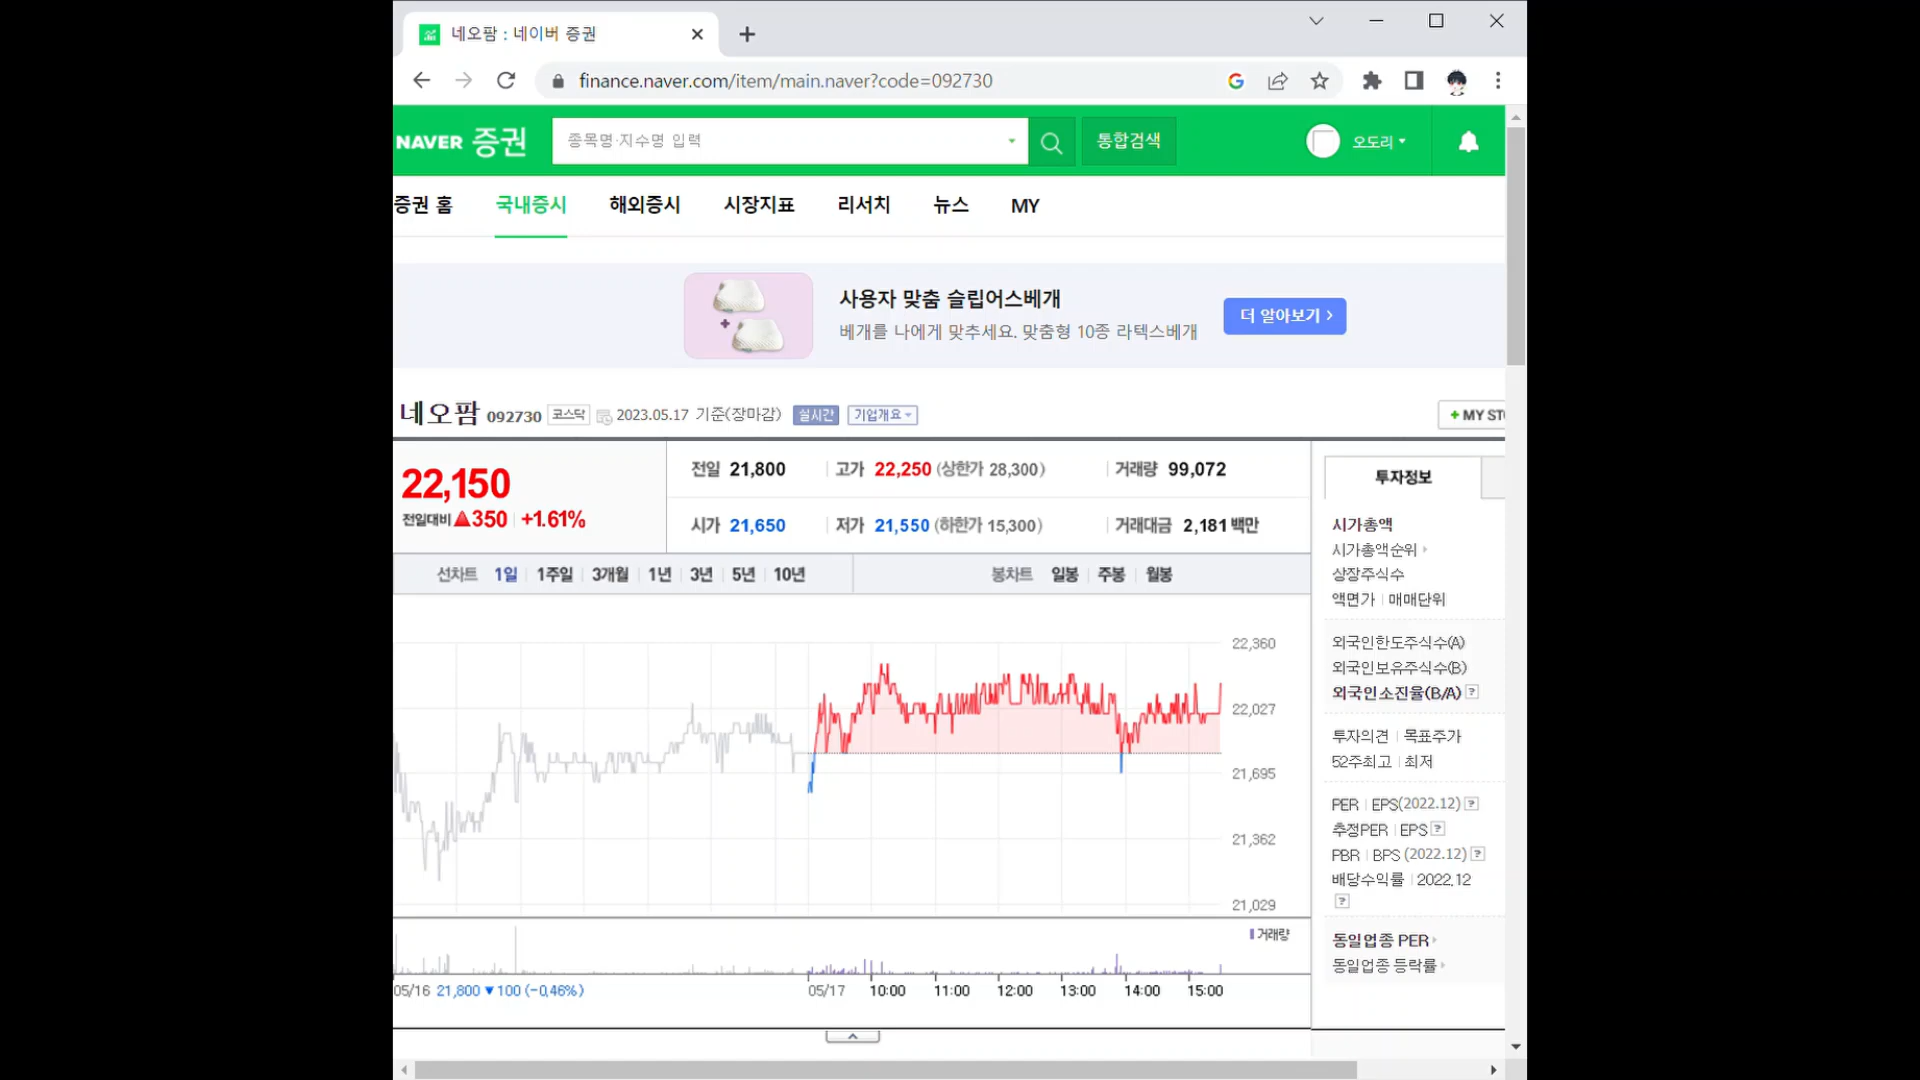 네오팜 : 네이버 증권
finance.naver.com/item/main.naver?code=092730
NAVER 증권 종목명·지수명 입력 통합검색 오도리
증권 홈 국내증시 해외증시 시장지표 리서치 뉴스 MY
사용자 맞춤 슬립어스베개
베개를 나에게 맞추세요. 맞춤형 10종 라텍스베개
더 알아보기 >
네오팜 092730 코스닥 2023.05.17 기준(장마감) 실시간 기업개요
+ MY ST
22,150
전일대비 ▲350 +1.61%
전일 21,800 고가 22,250 (상한가 28,300) 거래량 99,072
시가 21,650 저가 21,550 (하한가 15,300) 거래대금 2,181 백만
선차트 1일 1주일 3개월 1년 3년 5년 10년 봉차트 일봉 주봉 월봉
22,360
22,027
21,695
21,362
21,029
거래량
05/16 21,800 ▼100 (-0.46%) 05/17 10:00 11:00 12:00 13:00 14:00 15:00
투자정보
시가총액
시가총액순위
상장주식수
액면가 | 매매단위
외국인한도주식수(A)
외국인보유주식수(B)
외국인소진율(B/A) ?
투자의견 | 목표주가
52주최고 | 최저
PER | EPS(2022.12) ?
추정PER | EPS ?
PBR | BPS (2022.12) ?
배당수익률 | 2022.12
?
동일업종 PER
동일업종 등락률